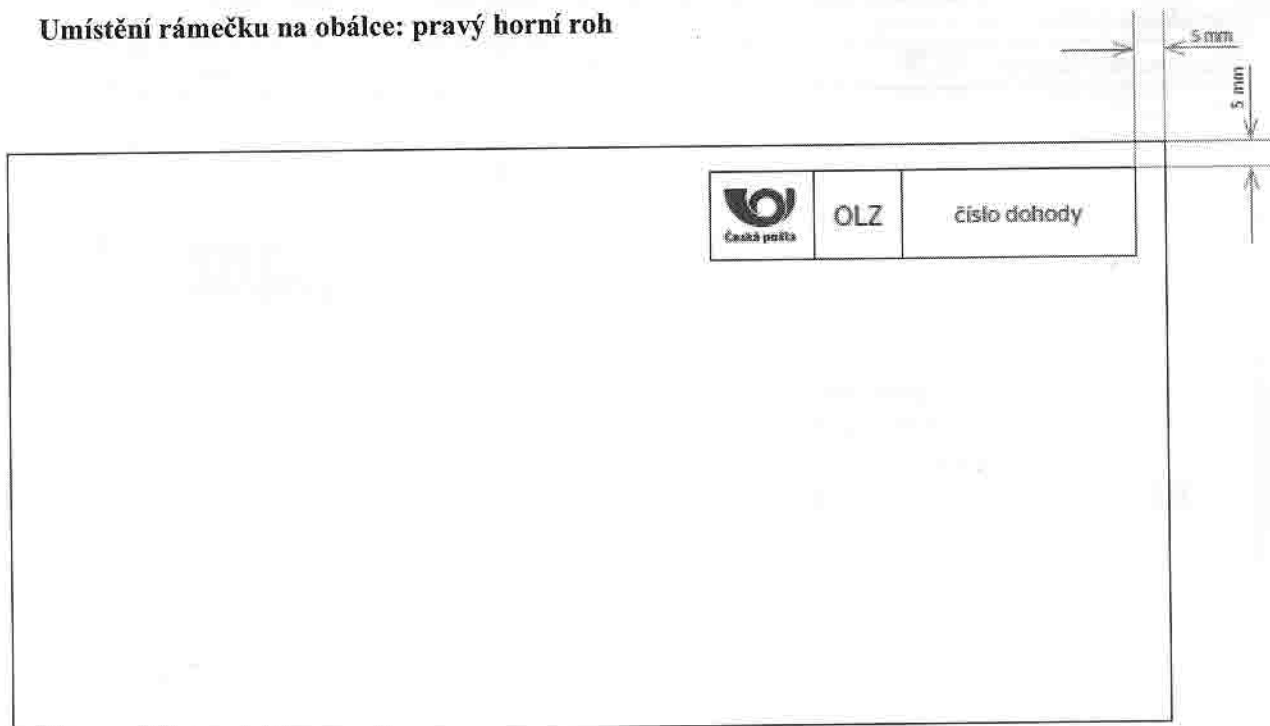 Umístění rámečku na obálce: pravý horní roh
5 mm
5 mm
Česká pošta
OLZ
číslo dohody